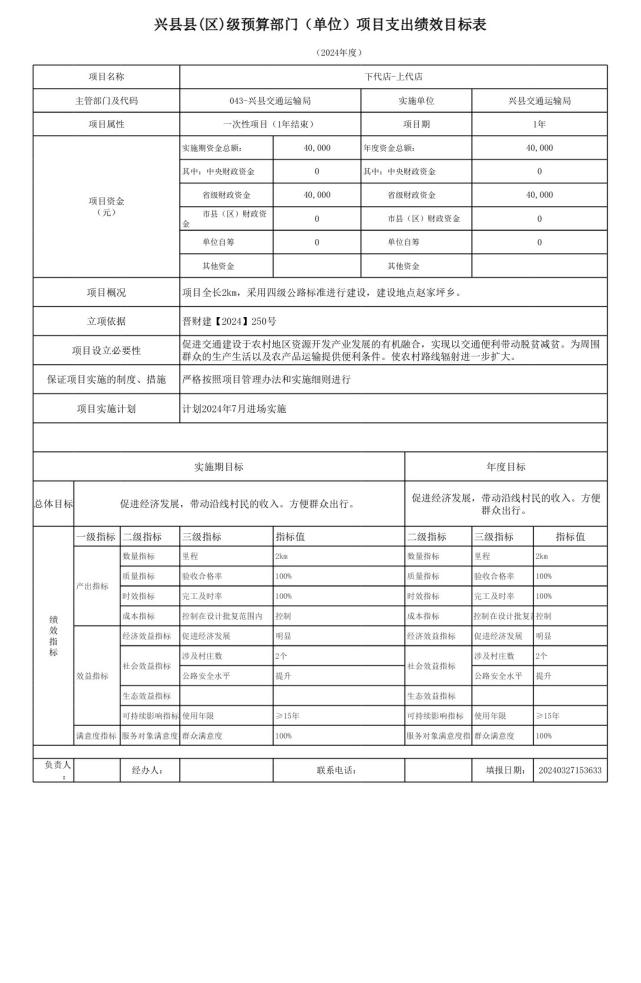 兴县县(区)级预算部门（单位）项目支出绩效目标表
（2024年度）
项目名称 下代店-上代店
主管部门及代码 043-兴县交通运输局 实施单位 兴县交通运输局
项目属性 一次性项目（1年结束） 项目期 1年
项目资金（元） 实施期资金总额： 40,000 年度资金总额： 40,000
其中：中央财政资金 0 其中：中央财政资金 0
省级财政资金 40,000 省级财政资金 40,000
市县（区）财政资金 0 市县（区）财政资金 0
单位自筹 0 单位自筹 0
其他资金 其他资金
项目概况 项目全长2km，采用四级公路标准进行建设，建设地点赵家坪乡。
立项依据 晋财建【2024】250号
项目设立必要性 促进交通建设于农村地区资源开发产业发展的有机融合，实现以交通便利带动脱贫减贫。为周围
群众的生产生活以及农产品运输提供便利条件。使农村路线辐射进一步扩大。
保证项目实施的制度、措施 严格按照项目管理办法和实施细则进行
项目实施计划 计划2024年7月进场实施
实施期目标 年度目标
总体目标 促进经济发展，带动沿线村民的收入。方便群众出行。 促进经济发展，带动沿线村民的收入。方便
群众出行。
绩效指标 一级指标 二级指标 三级指标 指标值 二级指标 三级指标 指标值
产出指标 数量指标 里程 2km 数量指标 里程 2km
质量指标 验收合格率 100% 质量指标 验收合格率 100%
时效指标 完工及时率 100% 时效指标 完工及时率 100%
成本指标 控制在设计批复范围内 控制 成本指标 控制在设计批复 控制
效益指标 经济效益指标 促进经济发展 明显 经济效益指标 促进经济发展 明显
社会效益指标 涉及村庄数 2个 社会效益指标 涉及村庄数 2个
公路安全水平 提升 公路安全水平 提升
生态效益指标 生态效益指标
可持续影响指标 使用年限 ≥15年 可持续影响指标 使用年限 ≥15年
满意度指标 服务对象满意度 群众满意度 100% 服务对象满意度指 群众满意度 100%
负责人： 经办人： 联系电话： 填报日期： 20240327153633